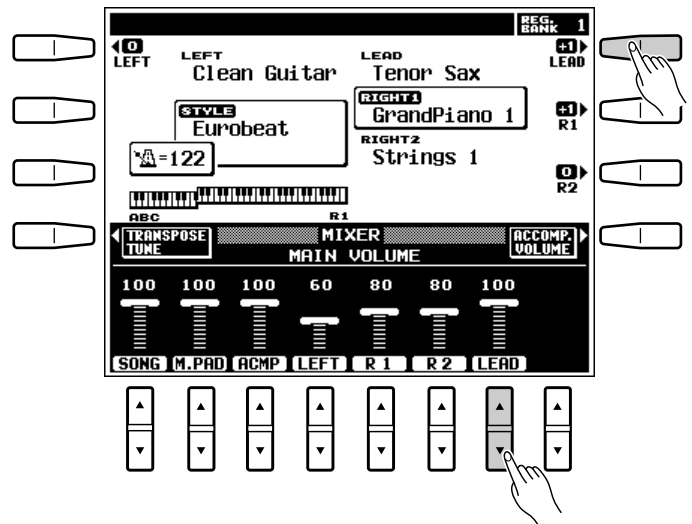 REG. BANK 1
0 +1
LEFT LEFT LEAD LEAD
Clean Guitar Tenor Sax
STYLE RIGHT1 +1
Eurobeat GrandPiano 1 R1
RIGHT2
=122 Strings 1 0
R2
ABC R1
TRANSPOSE TUNE MIXER ACCOMP. VOLUME
MAIN VOLUME
100 100 100 60 80 80 100
SONG M.PAD ACMP LEFT R1 R2 LEAD